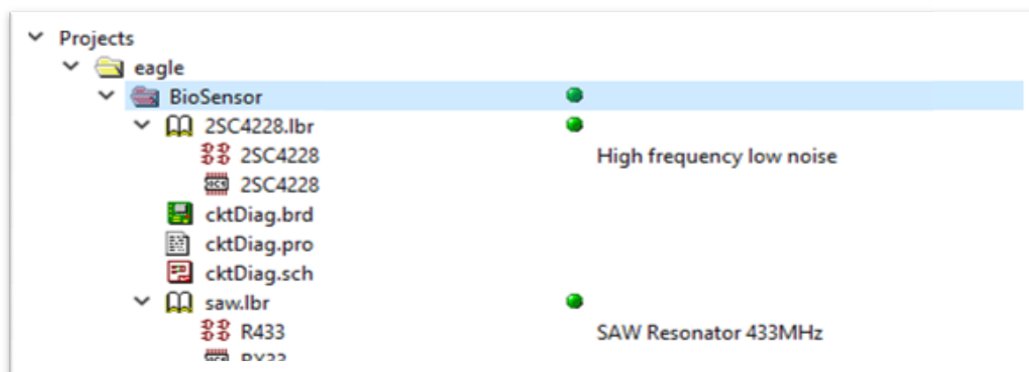 Projects
eagle
BioSensor
2SC4228.lbr
2SC4228 High frequency low noise
2SC4228
cktDiag.brd
cktDiag.pro
cktDiag.sch
saw.lbr
R433 SAW Resonator 433MHz